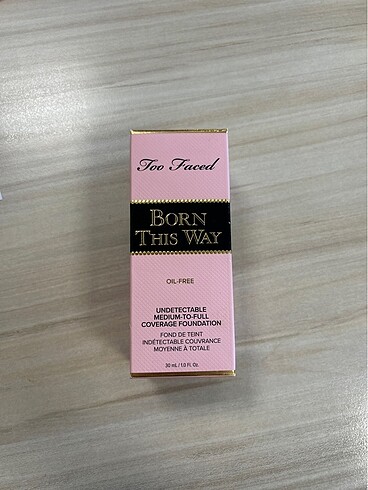 Too Faced
BORN
THIS WAY
OIL-FREE
UNDETECTABLE
MEDIUM-TO-FULL
COVERAGE FOUNDATION
FOND DE TEINT
INDÉTECTABLE COUVRANCE
MOYENNE À TOTALE
30 mL / 1.0 Fl. Oz.